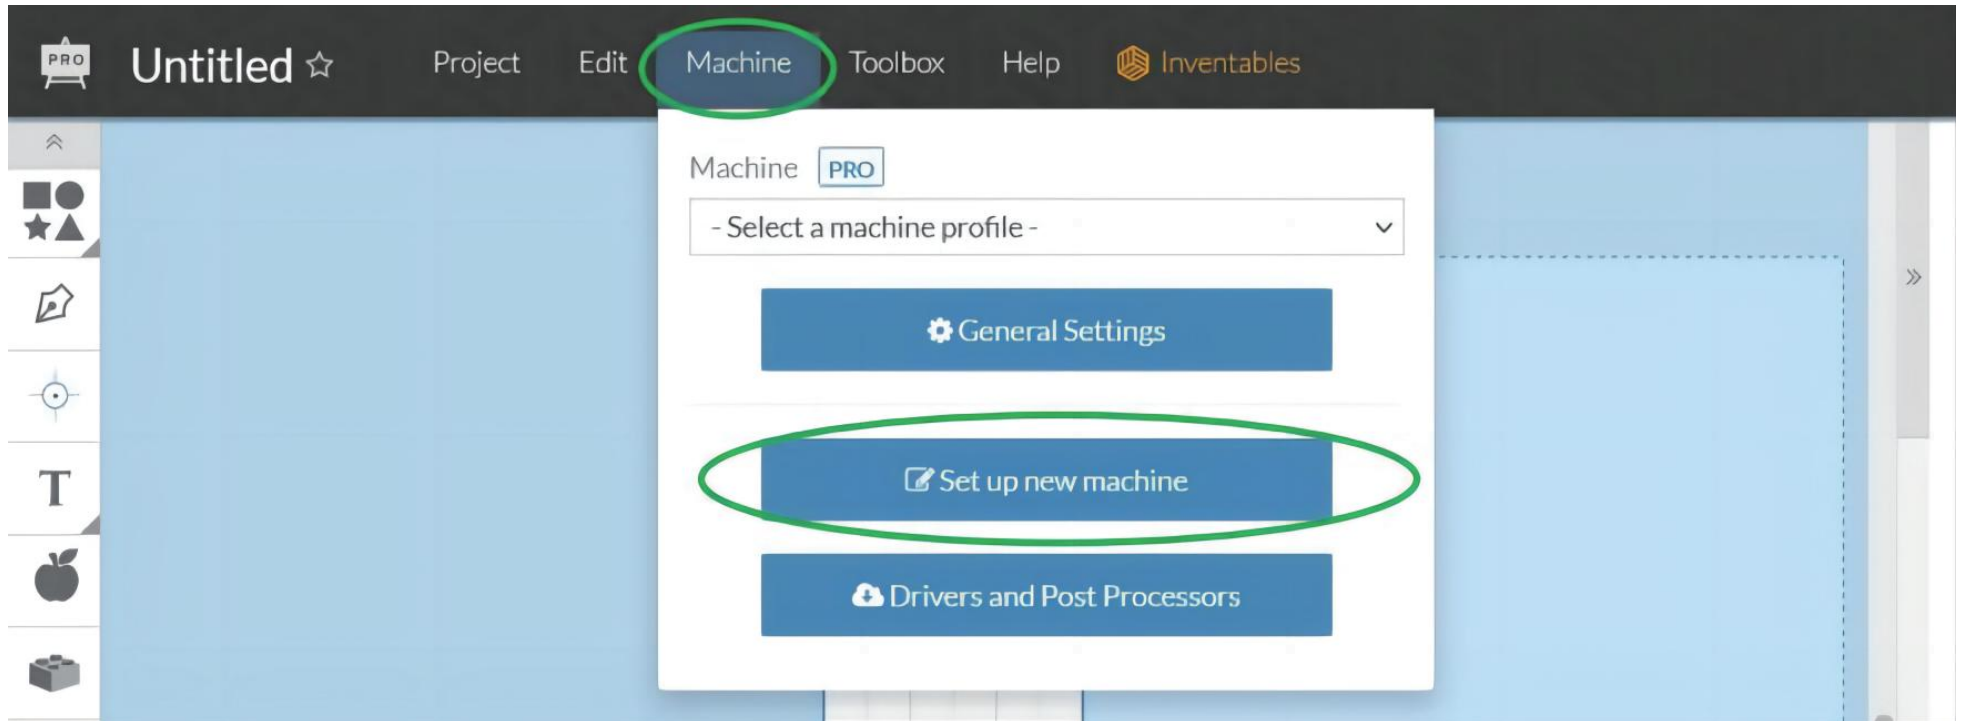 PRO
Untitled
Project
Edit
Machine
Toolbox
Help
Inventables
Machine PRO
- Select a machine profile -
General Settings
Set up new machine
T
Drivers and Post Processors